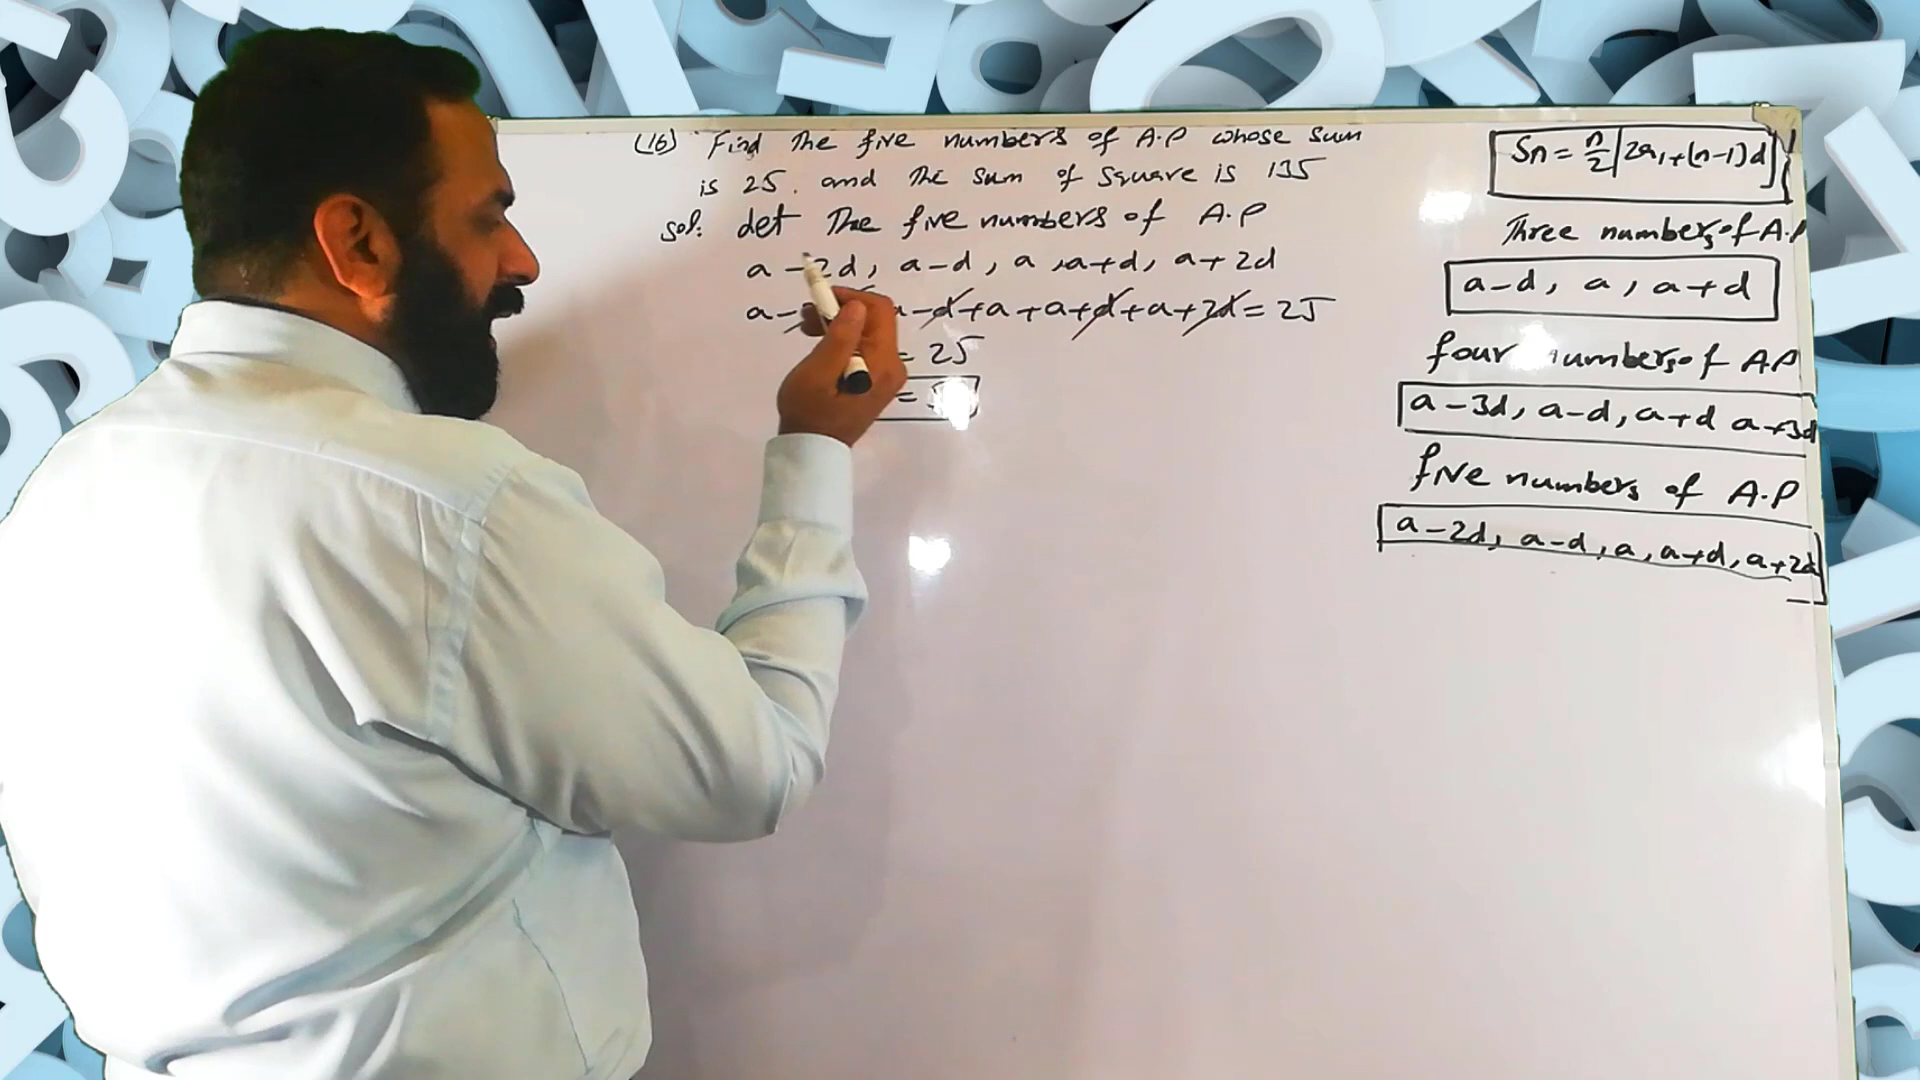 (16) Find The five numbers of A.P whose sum
is 25. and The sum of square is 135
Sol: Let The five numbers of A.P
a - 2d, a-d, a, a+d, a+2d
a - a-d+a+a+d+a+2d = 25
= 25
=
Sn = n/2 [2a1+(n-1)d]
Three numbers of A.P
a-d, a, a+d
four numbers of A.P
a-3d, a-d, a+d a+3d
five numbers of A.P
a-2d, a-d, a, a+d, a+2d